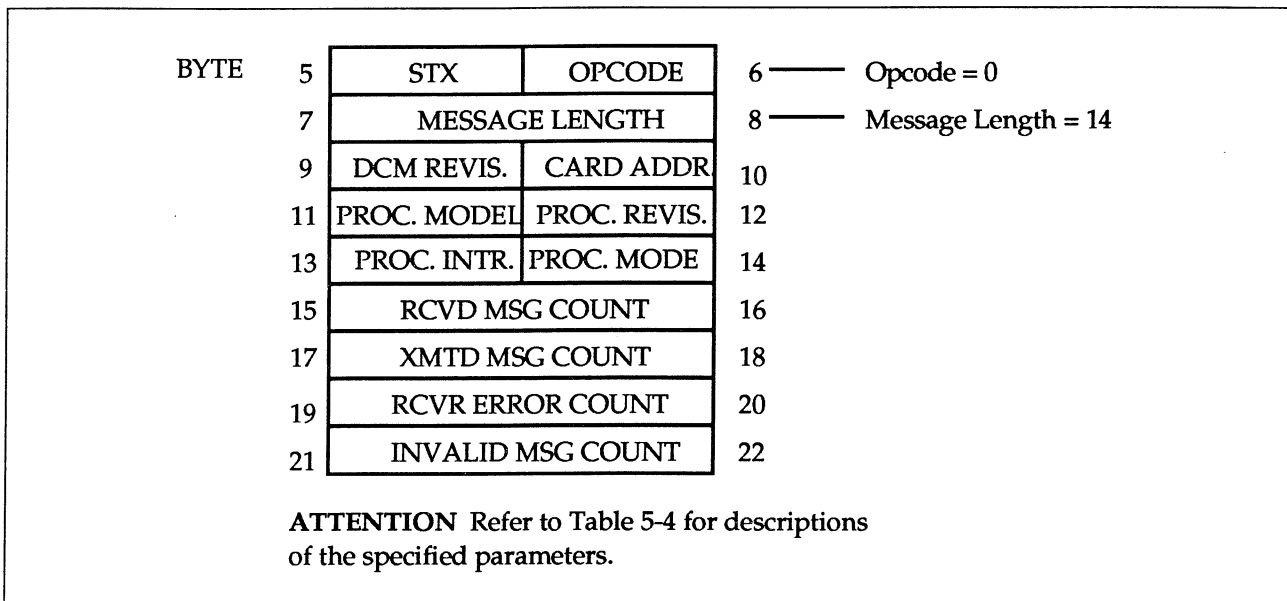 BYTE 5 STX OPCODE 6 Opcode = 0
7 MESSAGE LENGTH 8 Message Length = 14
9 DCM REVIS. CARD ADDR. 10
11 PROC. MODEL PROC. REVIS. 12
13 PROC. INTR. PROC. MODE 14
15 RCVD MSG COUNT 16
17 XMTD MSG COUNT 18
19 RCVR ERROR COUNT 20
21 INVALID MSG COUNT 22
ATTENTION Refer to Table 5-4 for descriptions
of the specified parameters.